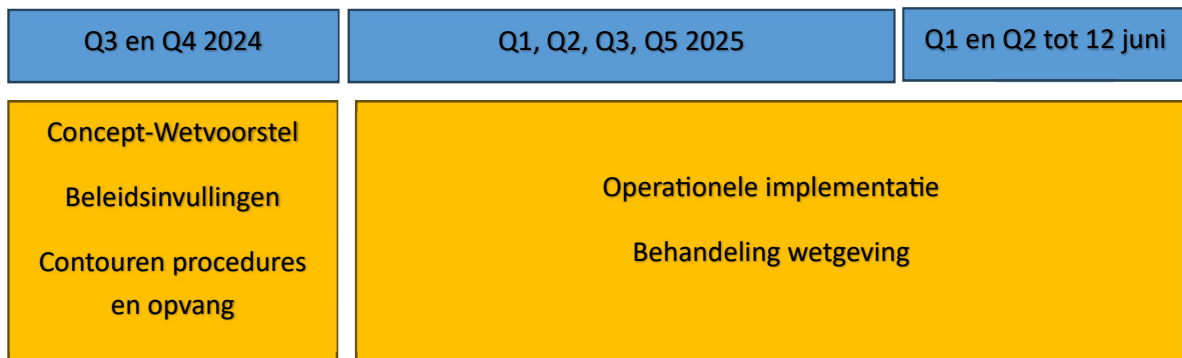 Q3 en Q4 2024
Q1, Q2, Q3, Q5 2025
Q1 en Q2 tot 12 juni
Concept-Wetvoorstel
Beleidsinvullingen
Contouren procedures
en opvang
Operationele implementatie
Behandeling wetgeving